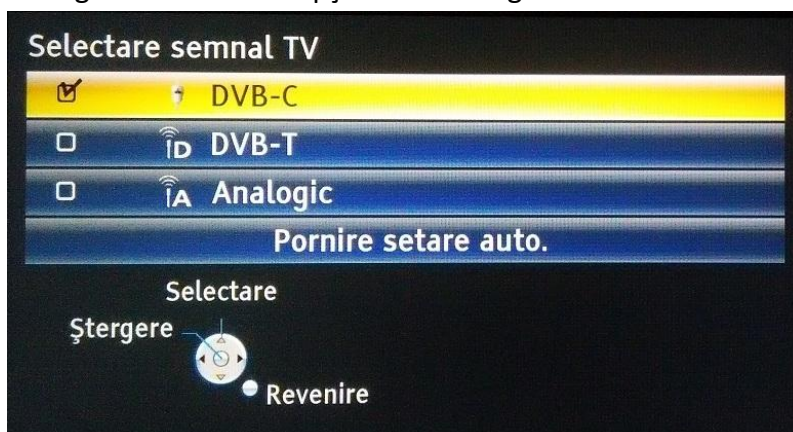 Selectare semnal TV
DVB-C
D DVB-T
A Analogic
Pornire setare auto.
Selectare
Ştergere
Revenire